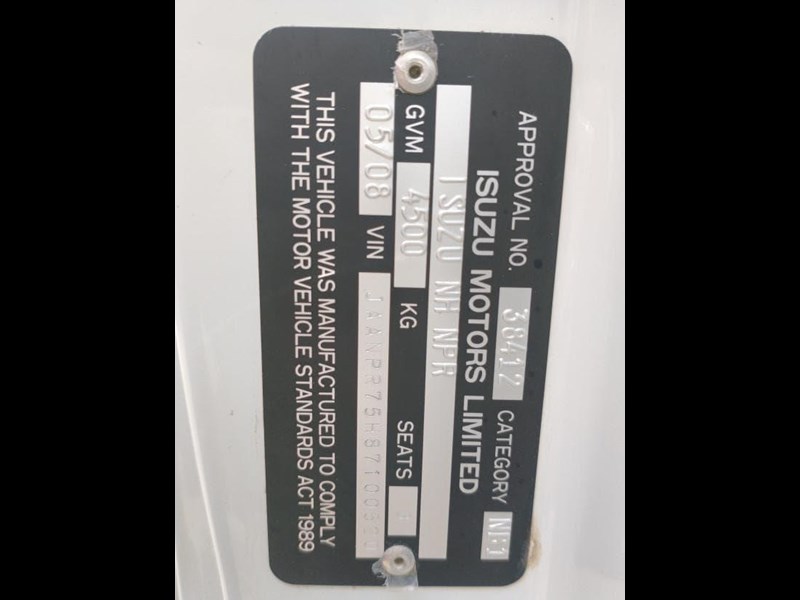 APPROVAL NO. 38412 CATEGORY NB1
ISUZU MOTORS LIMITED
ISUZU NH NPR
GVM 4500 KG SEATS 3
05/08 VIN
THIS VEHICLE WAS MANUFACTURED TO COMPLY
WITH THE MOTOR VEHICLE STANDARDS ACT 1989